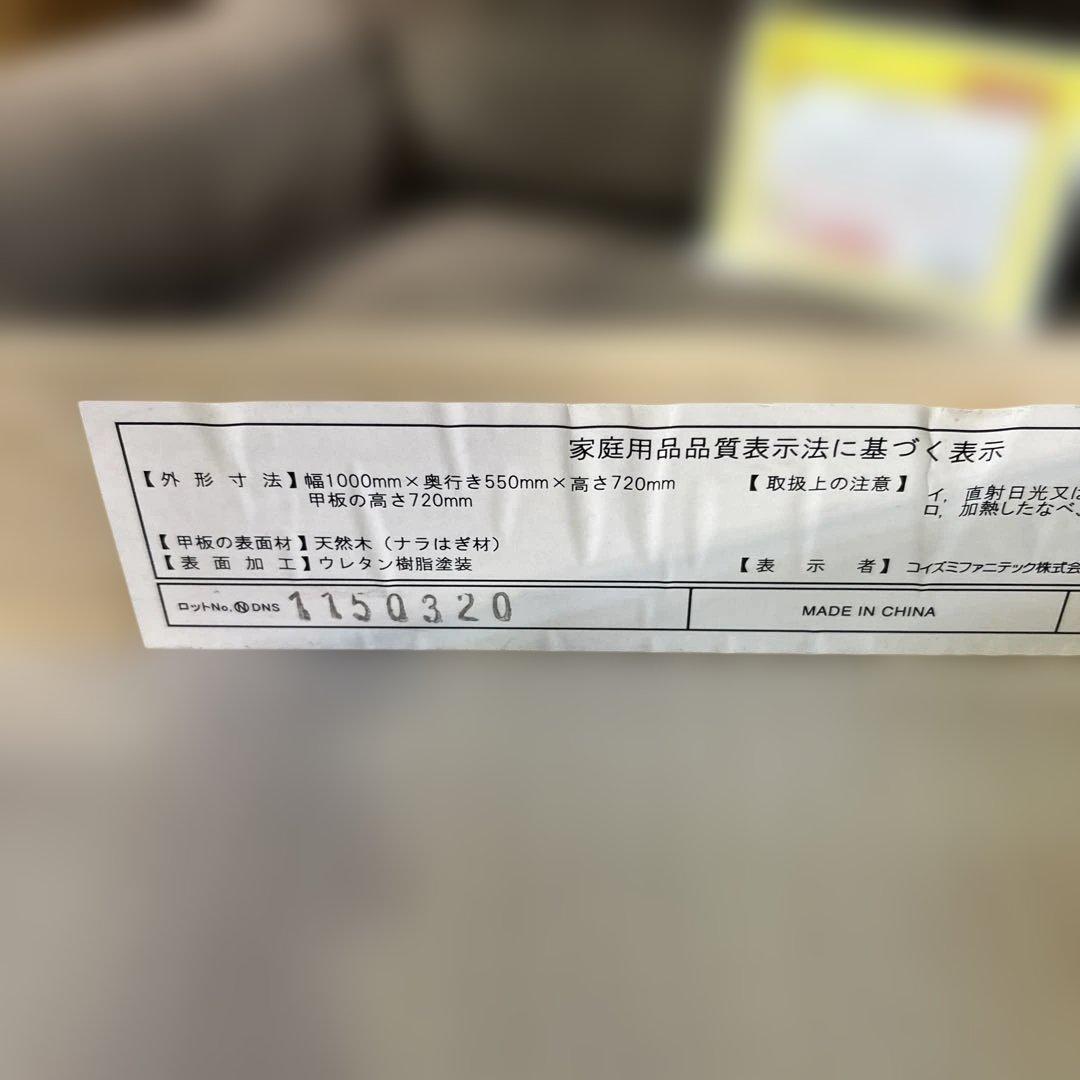 家庭用品品質表示法に基づく表示
【外形寸法】幅1000mm×奥行き550mm×高さ720mm
甲板の高さ720mm
【甲板の表面材】天然木（ナラはぎ材）
【表面加工】ウレタン樹脂塗装
【取扱上の注意】
イ，直射日光又は
ロ，加熱したなべ、
【表示者】コイズミファニテック株式会
ロットNo.ⓃDNS 1150320
MADE IN CHINA